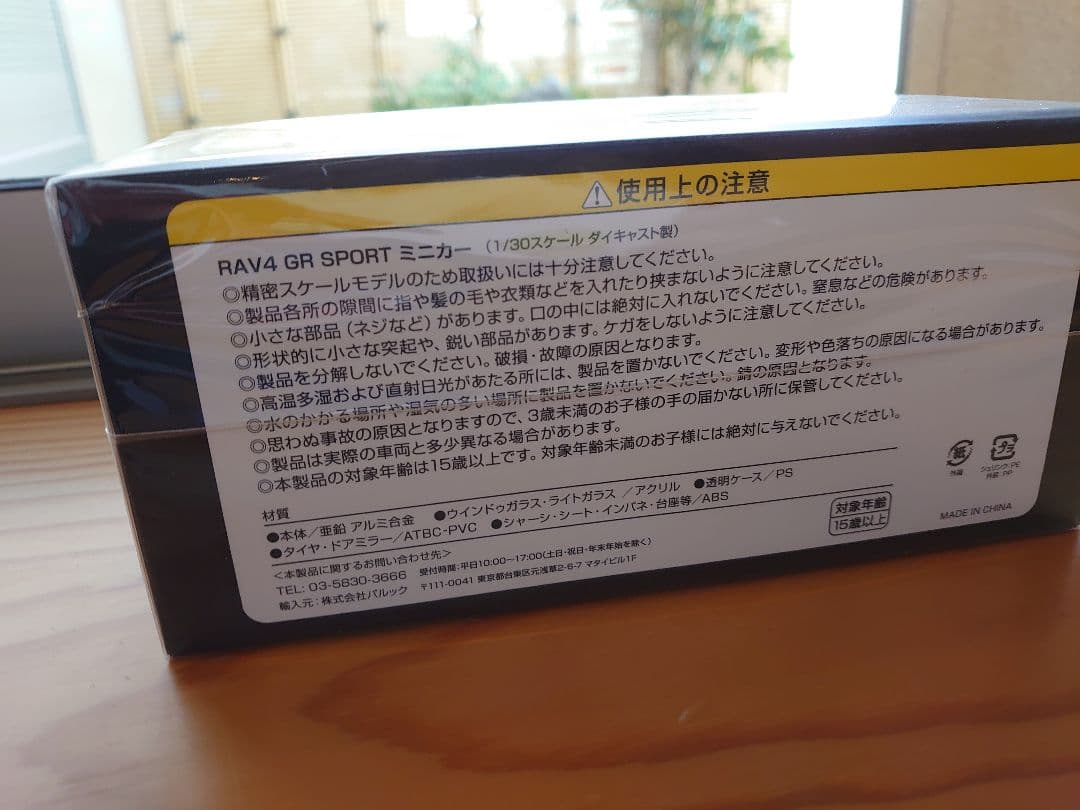 ⚠使用上の注意
RAV4 GR SPORT ミニカー（1/30スケール ダイキャスト製）
◎精密スケールモデルのため取扱いには十分注意してください。
◎製品各所の隙間に指や髪の毛や衣類などを入れたり挟まないように注意してください。
◎小さな部品（ネジなど）があります。口の中には絶対に入れないでください。窒息などの危険があります。
◎形状的に小さな突起や、鋭い部品があります。ケガをしないように注意してください。
◎製品を分解しないでください。破損・故障の原因となります。
◎高温多湿および直射日光があたる所には、製品を置かないでください。変形や色落ちの原因になる場合があります。
◎水のかかる場所や湿気の多い場所に製品を置かないでください。錆の原因となります。
◎思わぬ事故の原因となりますので、3歳未満のお子様の手の届かない所に保管してください。
◎製品は実際の車両と多少異なる場合があります。
◎本製品の対象年齢は15歳以上です。対象年齢未満のお子様には絶対に与えないでください。
材質
●本体／亜鉛 アルミ合金 ●ウインドゥガラス・ライトガラス ／アクリル ●透明ケース／PS
●タイヤ・ドアミラー／ATBC-PVC ●シャーシ・シート・インパネ・台座等／ABS
＜本製品に関するお問い合わせ先＞
TEL: 03-5830-3666 受付時間:平日10:00〜17:00(土日・祝日・年末年始を除く)
輸入元：株式会社バルック 〒111-0041 東京都台東区元浅草2-6-7 マタイビル1F
対象年齢
15歳以上
紙
外箱
プラ
シュリンク: PE
外装: PP
MADE IN CHINA